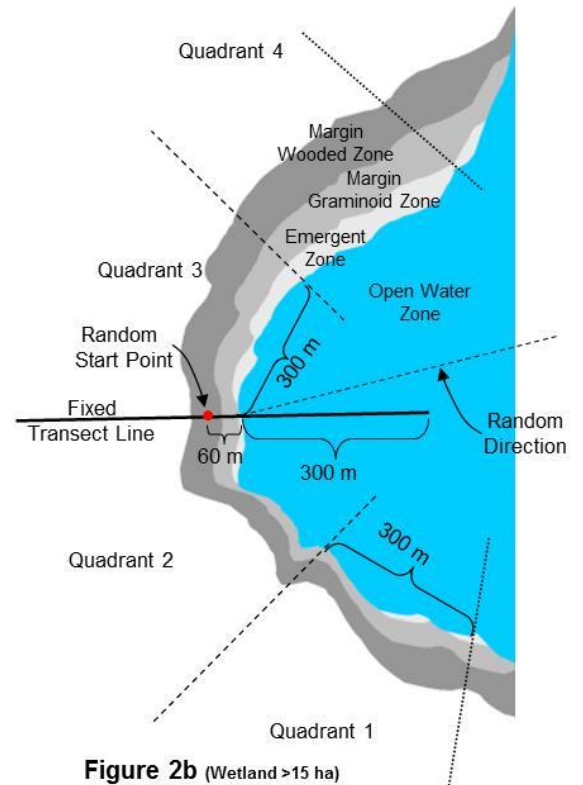 Quadrant 4
Margin
Wooded Zone
Margin
Graminoid Zone
Emergent
Zone
Quadrant 3
Open Water
Zone
Random
Start Point
300 m
Fixed
Transect Line
Random
Direction
60 m
300 m
300 m
Quadrant 2
Quadrant 1
Figure 2b (Wetland >15 ha)